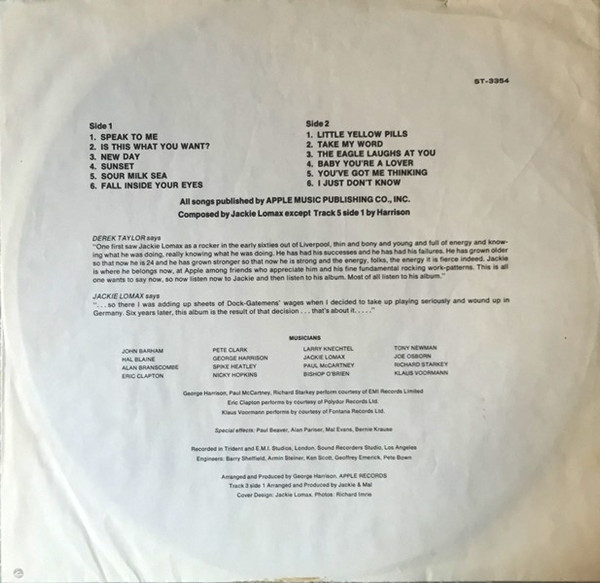 ST-3354
Side 1
1. SPEAK TO ME
2. IS THIS WHAT YOU WANT?
3. NEW DAY
4. SUNSET
5. SOUR MILK SEA
6. FALL INSIDE YOUR EYES
Side 2
1. LITTLE YELLOW PILLS
2. TAKE MY WORD
3. THE EAGLE LAUGHS AT YOU
4. BABY YOU'RE A LOVER
5. YOU'VE GOT ME THINKING
6. I JUST DON'T KNOW
All songs published by APPLE MUSIC PUBLISHING CO., INC.
Composed by Jackie Lomax except Track 5 side 1 by Harrison
DEREK TAYLOR says
"One first saw Jackie Lomax as a rocker in the early sixties out of Liverpool, thin and bony and young and full of energy and know-
ing what he was doing, really knowing what he was doing. He has had his successes and he has had his failures. He has grown older
so that now he is 24 and he has grown stronger so that now he is strong and the energy, folks, the energy it is fierce indeed. Jackie
is where he belongs now, at Apple among friends who appreciate him and his fine fundamental rocking work-patterns. This is all
one wants to say now, so now listen now to Jackie and then listen to his album. Most of all listen to his album."
JACKIE LOMAX says
". . . so there I was adding up sheets of Dock-Gatemens' wages when I decided to take up playing seriously and wound up in
Germany. Six years later, this album is the result of that decision . . . that's about it. . . . ."
MUSICIANS
JOHN BARHAM PETE CLARK LARRY KNECHTEL TONY NEWMAN
HAL BLAINE GEORGE HARRISON JACKIE LOMAX JOE OSBORN
ALAN BRANSCOMBE SPIKE HEATLEY PAUL McCARTNEY RICHARD STARKEY
ERIC CLAPTON NICKY HOPKINS BISHOP O'BRIEN KLAUS VOORMANN
George Harrison, Paul McCartney, Richard Starkey perform courtesy of EMI Records Limited
Eric Clapton performs by courtesy of Polydor Records Ltd.
Klaus Voormann performs by courtesy of Fontana Records Ltd.
Special effects: Paul Beaver, Alan Pariser, Mal Evans, Bernie Krause
Recorded in Trident and E.M.I. Studios, London. Sound Recorders Studio, Los Angeles
Engineers: Barry Sheffield, Armin Steiner, Ken Scott, Geoffrey Emerick, Pete Bown
Arranged and Produced by George Harrison. APPLE RECORDS
Track 3 side 1 Arranged and Produced by Jackie & Mal
Cover Design: Jackie Lomax. Photos: Richard Imrie